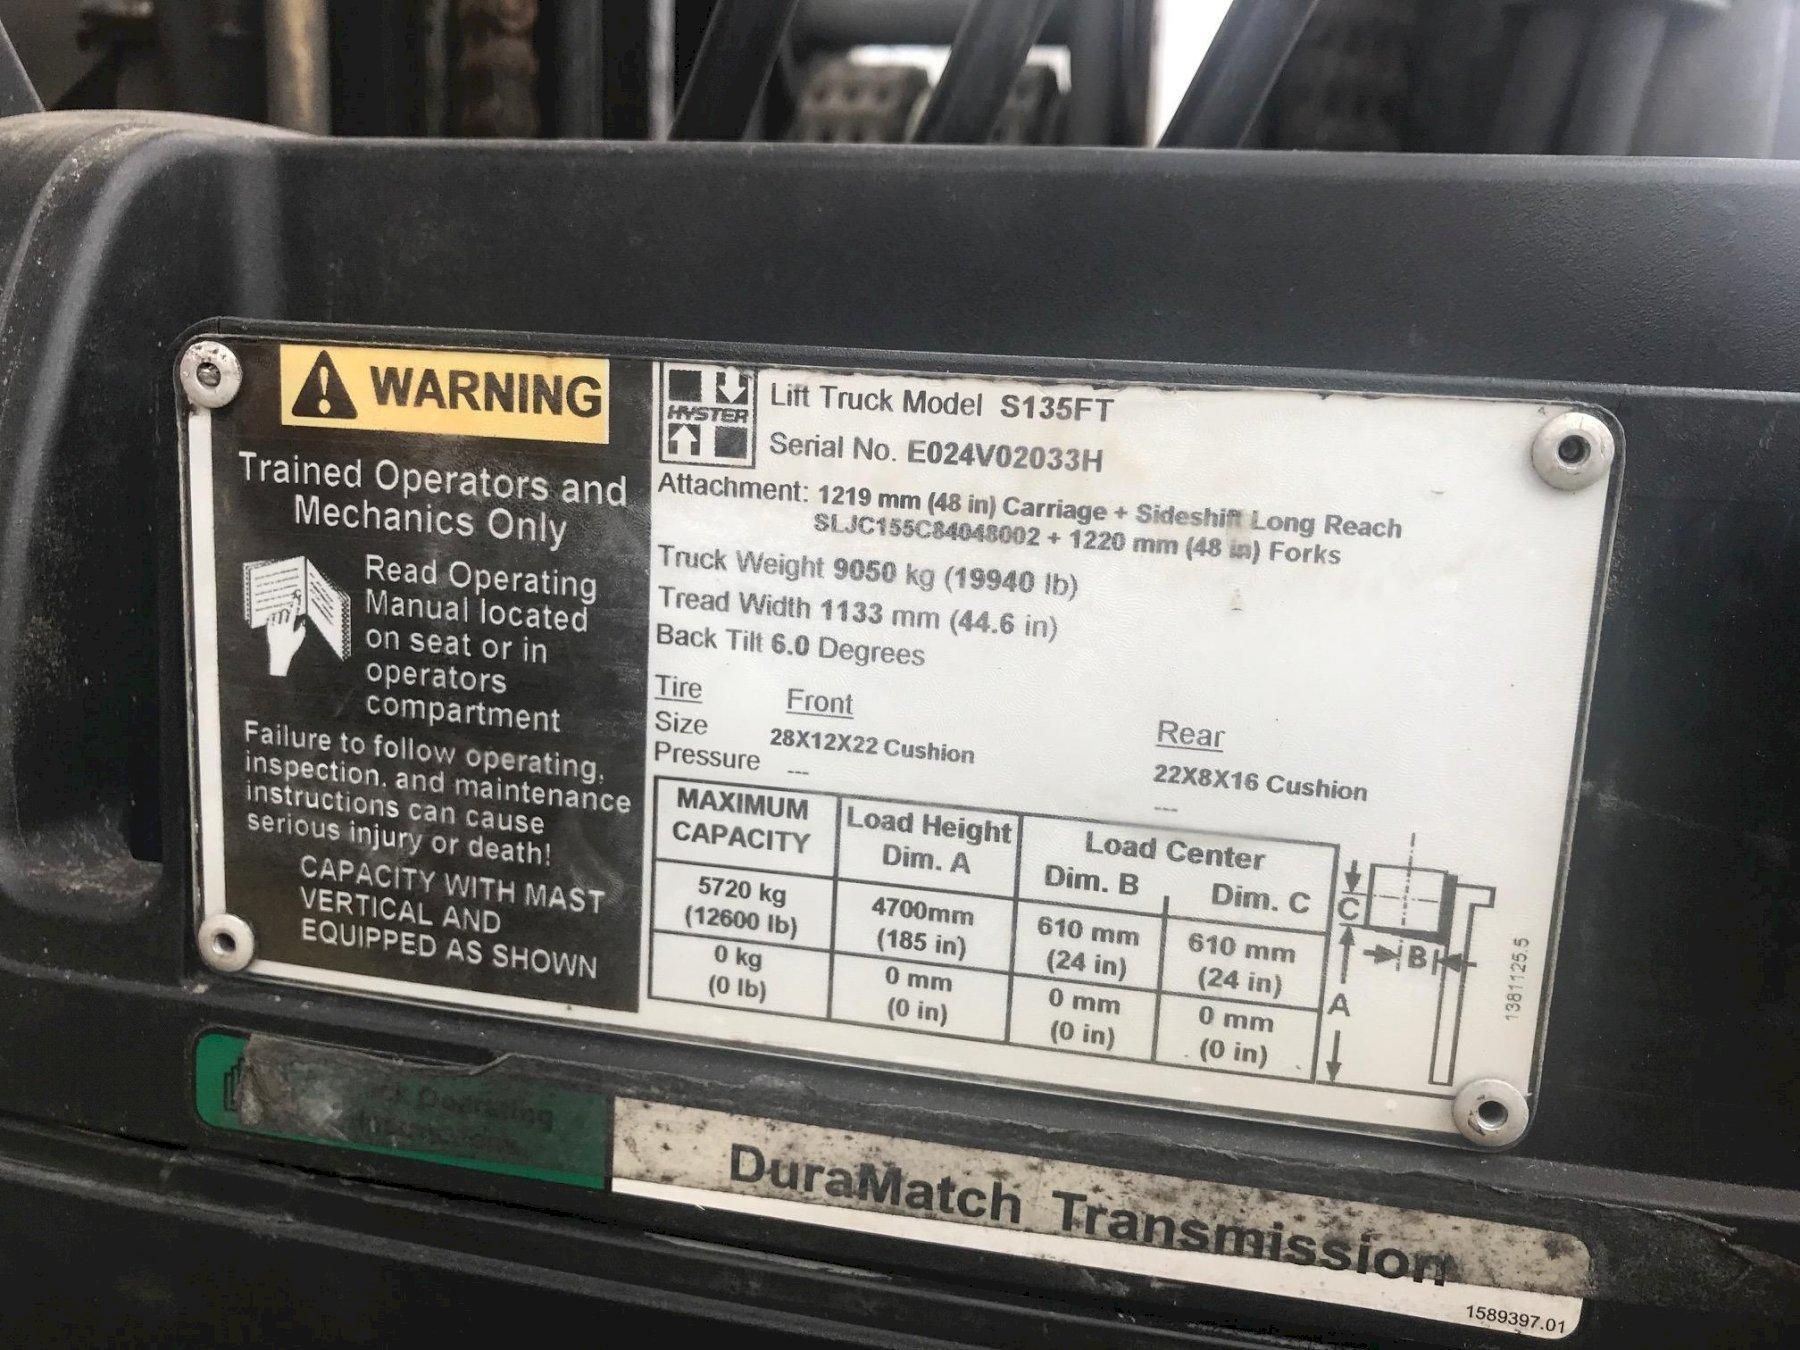 WARNING
Trained Operators and
Mechanics Only
Read Operating
Manual located
on seat or in
operators
compartment
Failure to follow operating,
inspection, and maintenance
instructions can cause
serious injury or death!
CAPACITY WITH MAST
VERTICAL AND
EQUIPPED AS SHOWN
HYSTER
Lift Truck Model S135FT
Serial No. E024V02033H
Attachment: 1219 mm (48 in) Carriage + Sideshift Long Reach
SLJC155C84048002 + 1220 mm (48 in) Forks
Truck Weight 9050 kg (19940 lb)
Tread Width 1133 mm (44.6 in)
Back Tilt 6.0 Degrees
Tire Front Rear
Size 28X12X22 Cushion 22X8X16 Cushion
Pressure --- ---
MAXIMUM CAPACITY Load Height Dim. A Load Center Dim. B Dim. C
5720 kg 4700mm 610 mm 610 mm
(12600 lb) (185 in) (24 in) (24 in)
0 kg 0 mm 0 mm 0 mm
(0 lb) (0 in) (0 in) (0 in)
C
B
A
1381125.5
Operating
DuraMatch Transmission
1589397.01